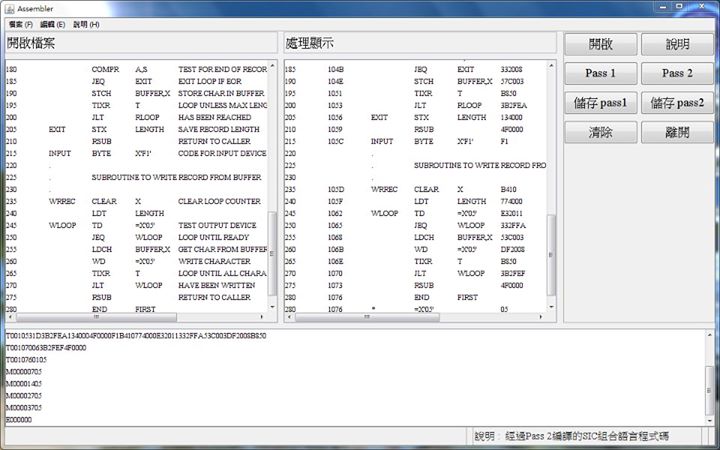 Assembler
檔案 (F) 編輯 (E) 說明 (H)
開啟檔案
180 COMPR A,S TEST FOR END OF RECOR
185 JEQ EXIT EXIT LOOP IF EOR
190 STCH BUFFER,X STORE CHAR IN BUFFER
195 TIXR T LOOP UNLESS MAX LENG
200 JLT RLOOP HAS BEEN REACHED
205 EXIT STX LENGTH SAVE RECORD LENGTH
210 RSUB RETURN TO CALLER
215 INPUT BYTE X'F1' CODE FOR INPUT DEVICE
220 .
225 . SUBROUTINE TO WRITE RECORD FROM BUFFER
230 .
235 WRREC CLEAR X CLEAR LOOP COUNTER
240 LDT LENGTH
245 WLOOP TD =X'05' TEST OUTPUT DEVICE
250 JEQ WLOOP LOOP UNTIL READY
255 LDCH BUFFER,X GET CHAR FROM BUFFER
260 WD =X'05' WRITE CHARACTER
265 TIXR T LOOP UNTIL ALL CHARA
270 JLT WLOOP HAVE BEEN WRITTEN
275 RSUB RETURN TO CALLER
280 END FIRST
處理顯示
185 104B JEQ EXIT 332008
190 104E STCH BUFFER,X 57C003
195 1051 TIXR T B850
200 1053 JLT RLOOP 3B2FEA
205 1056 EXIT STX LENGTH 134000
210 1059 RSUB 4F0000
215 105C INPUT BYTE X'F1' F1
220 .
225 . SUBROUTINE TO WRITE RECORD FRO
230 .
235 105D WRREC CLEAR X B410
240 105F LDT LENGTH 774000
245 1062 WLOOP TD =X'05' E32011
250 1065 JEQ WLOOP 332FFA
255 1068 LDCH BUFFER,X 53C003
260 106B WD =X'05' DF2008
265 106E TIXR T B850
270 1070 JLT WLOOP 3B2FEF
275 1073 RSUB 4F0000
280 1076 END FIRST
280 1076 * =X'05' 05
開啟 說明
Pass 1 Pass 2
儲存 pass1 儲存 pass2
清除 離開
T0010531D3B2FEA1340004F0000F1B410774000E32011332FFA53C003DF2008B850
T001070063B2FEF4F0000
T0010760105
M00000705
M00001405
M00002705
M00003705
E000000
說明 : 經過Pass 2編譯的SIC組合語言程式碼